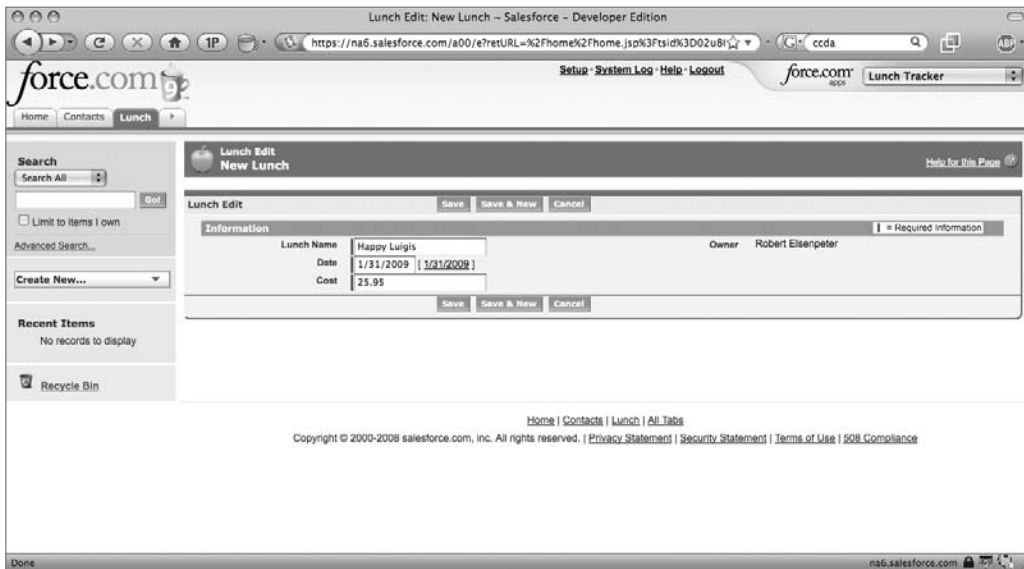 Lunch Edit: New Lunch ~ Salesforce - Developer Edition
1P
https://na6.salesforce.com/a00/e?retURL=%2Fhome%2Fhome.jsp%3Ftsid%3D02u8
ccda
ABP
force.com
Setup · System Log · Help · Logout
force.com apps
Lunch Tracker
Home
Contacts
Lunch
Search
Search All
Go!
Limit to items I own
Advanced Search...
Create New...
Recent Items
No records to display
Recycle Bin
Lunch Edit
New Lunch
Help for this Page
Lunch Edit
Save
Save & New
Cancel
Information
= Required Information
Lunch Name
Happy Luigis
Owner
Robert Elsenpeter
Date
1/31/2009
[ 1/31/2009 ]
Cost
25.95
Save
Save & New
Cancel
Home | Contacts | Lunch | All Tabs
Copyright © 2000-2008 salesforce.com, inc. All rights reserved. | Privacy Statement | Security Statement | Terms of Use | 508 Compliance
Done
na6.salesforce.com